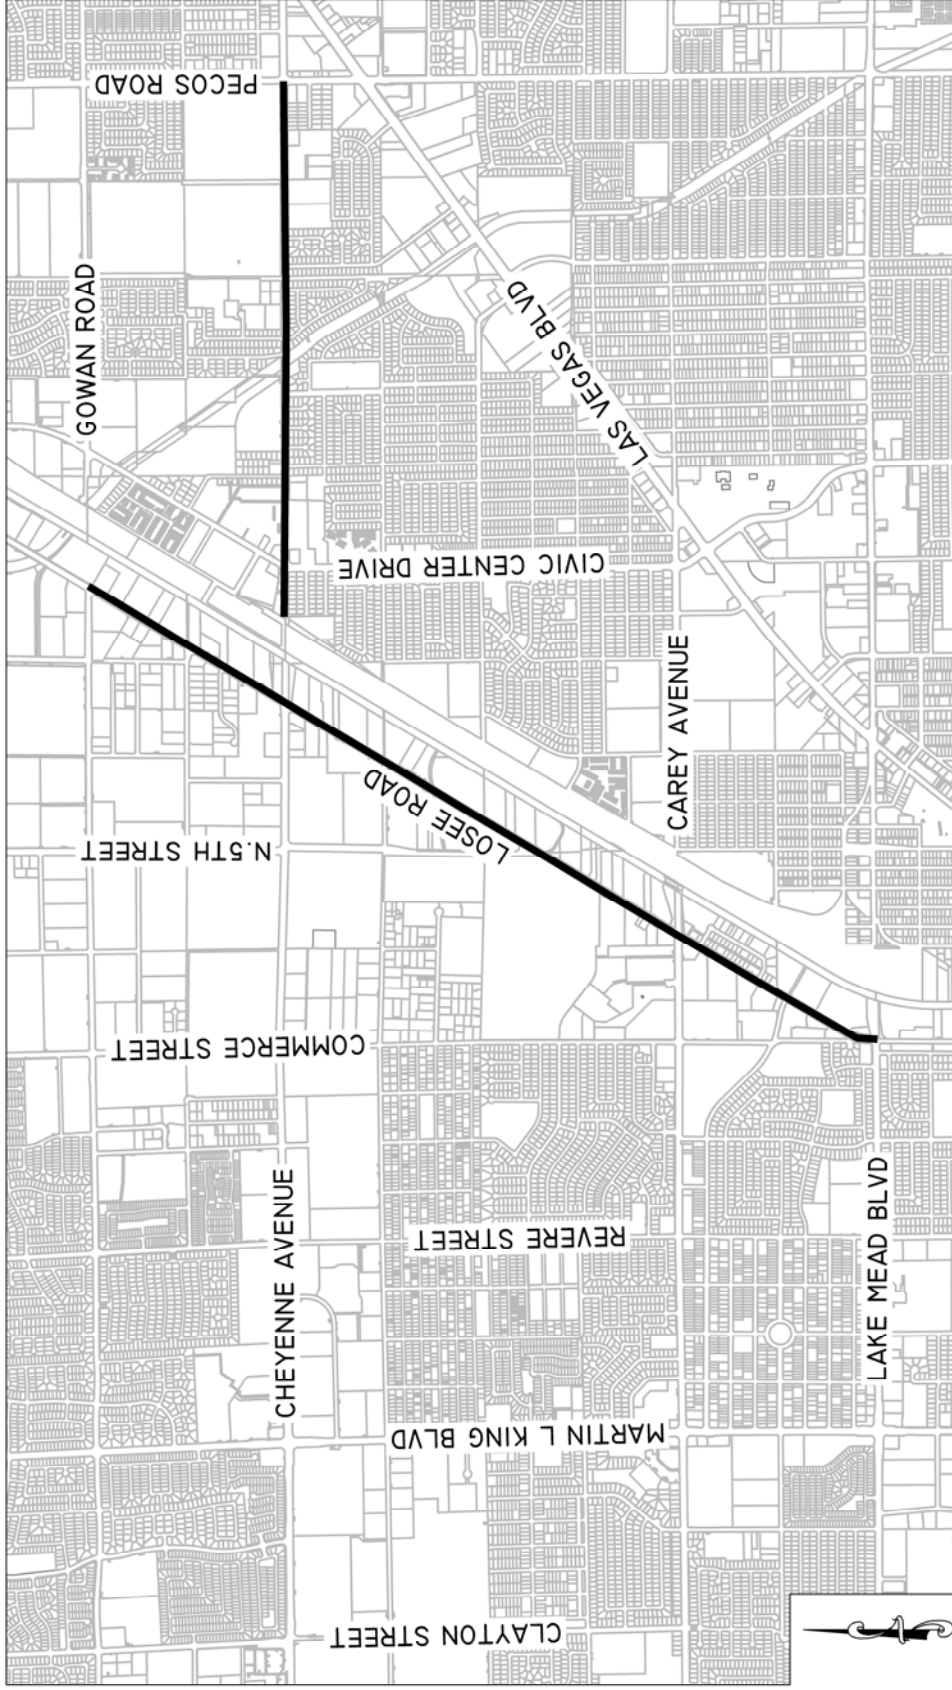 PECOS ROAD
GOWAN ROAD
LAS VEGAS BLVD
CIVIC CENTER DRIVE
CAREY AVENUE
LOSEE ROAD
N.5TH STREET
COMMERCE STREET
CHEYENNE AVENUE
REVERE STREET
LAKE MEAD BLVD
MARTIN L KING BLVD
CLAYTON STREET
N